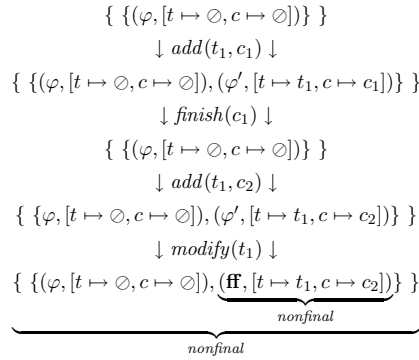 { {(φ, [t ↦ ⊘, c ↦ ⊘])} }
↓ add(t₁, c₁) ↓
{ {(φ, [t ↦ ⊘, c ↦ ⊘]), (φ′, [t ↦ t₁, c ↦ c₁])} }
↓ finish(c₁) ↓
{ {(φ, [t ↦ ⊘, c ↦ ⊘])} }
↓ add(t₁, c₂) ↓
{ {φ, [t ↦ ⊘, c ↦ ⊘]), (φ′, [t ↦ t₁, c ↦ c₂])} }
↓ modify(t₁) ↓
{ {(φ, [t ↦ ⊘, c ↦ ⊘]), (ff, [t ↦ t₁, c ↦ c₂])} }
nonfinal
nonfinal